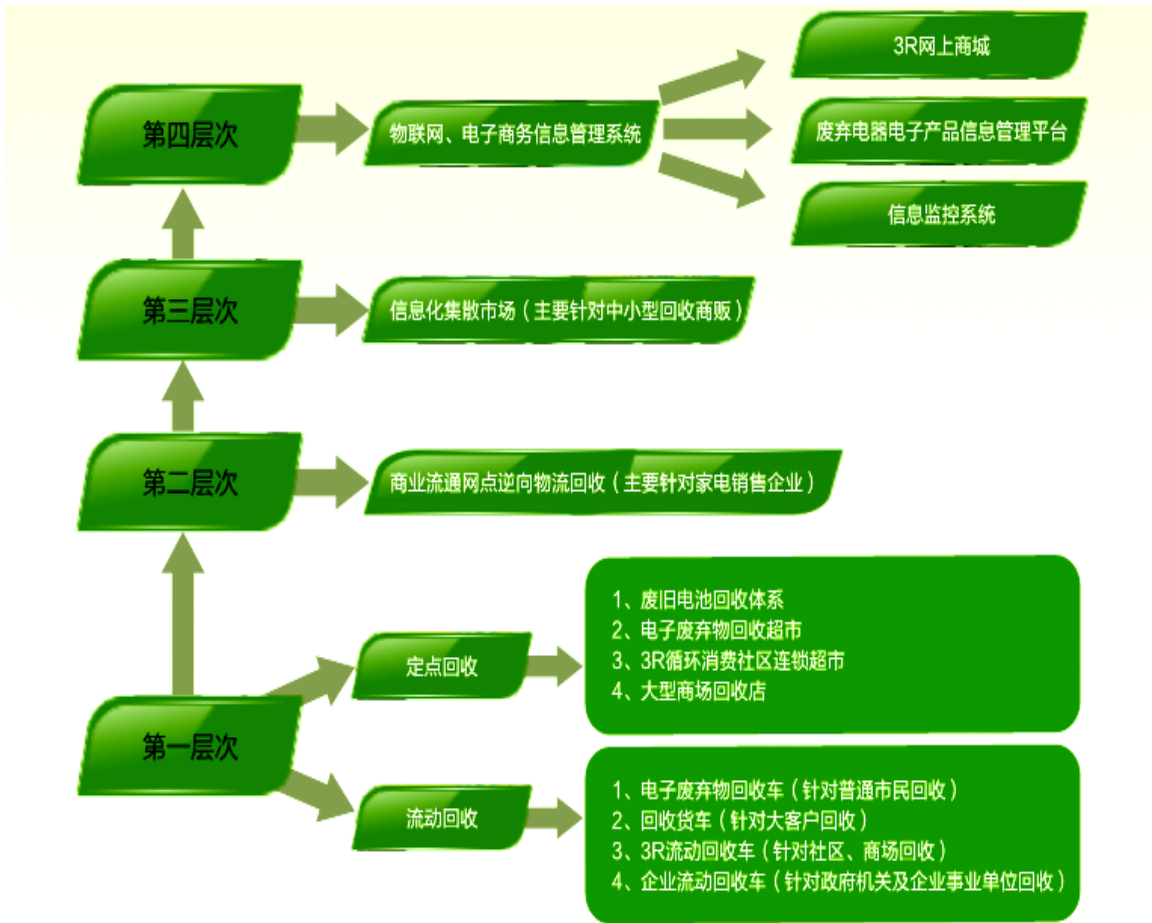 3R网上商城
第四层次
物联网、电子商务信息管理系统
废弃电器电子产品信息管理平台
信息监控系统
第三层次
信息化集散市场（主要针对中小型回收商贩）
第二层次
商业流通网点逆向物流回收（主要针对家电销售企业）
第一层次
定点回收
1、废旧电池回收体系
2、电子废弃物回收超市
3、3R循环消费社区连锁超市
4、大型商场回收店
流动回收
1、电子废弃物回收车（针对普通市民回收）
2、回收货车（针对大客户回收）
3、3R流动回收车（针对社区、商场回收）
4、企业流动回收车（针对政府机关及企业事业单位回收）